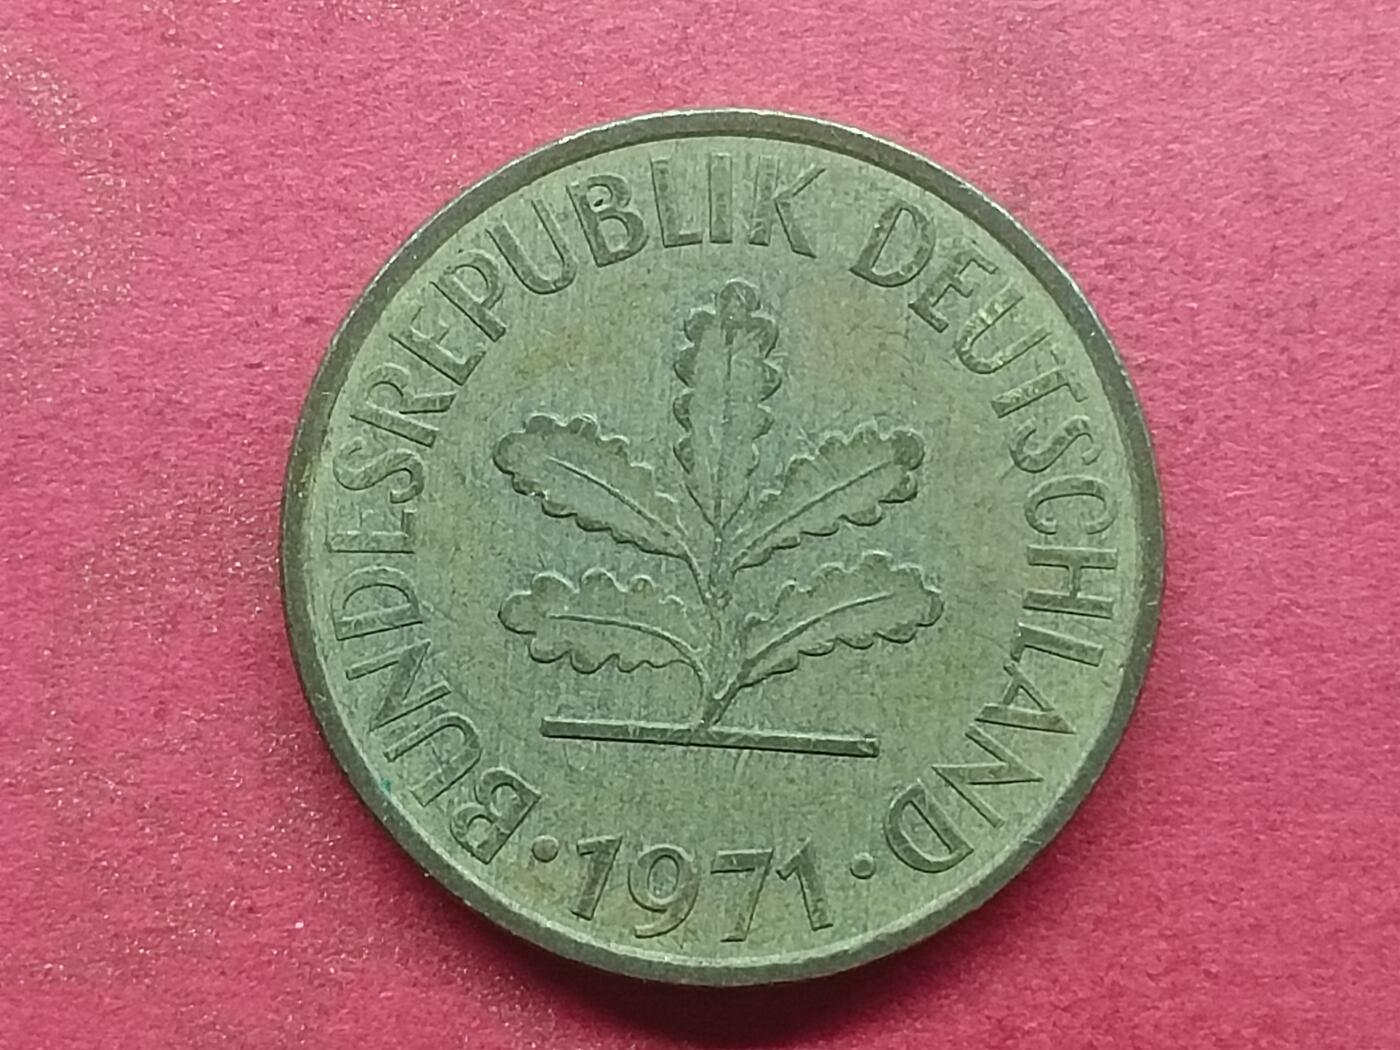 BUNDESREPUBLIK DEUTSCHLAND
· 1971 ·